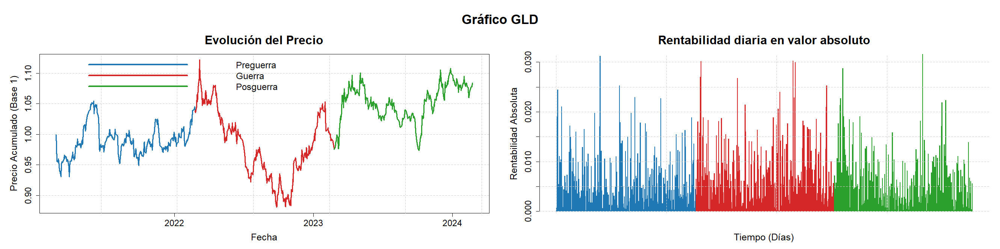 Gráfico GLD
Evolución del Precio
Precio Acumulado (Base 1)
1.10
1.05
1.00
0.95
0.90
Preguerra
Guerra
Posguerra
2022
2023
2024
Fecha
Rentabilidad diaria en valor absoluto
Rentabilidad Absoluta
0.030
0.020
0.010
0.000
Tiempo (Días)